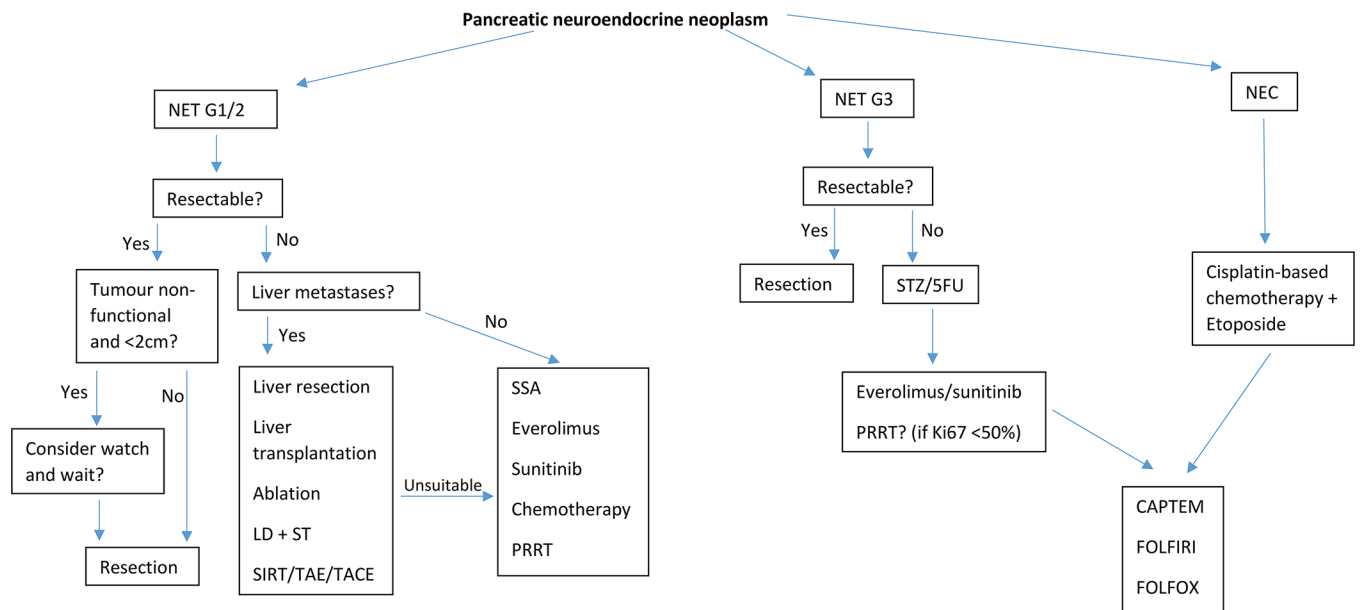 Pancreatic neuroendocrine neoplasm
NET G1/2
NET G3
NEC
Resectable?
Resectable?
Yes
No
Yes
No
Tumour non-
functional
and <2cm?
Liver metastases?
Resection
STZ/5FU
Cisplatin-based
chemotherapy +
Etoposide
Yes
No
Yes
No
Consider watch
and wait?
Resection
Liver resection
Liver
transplantation
Ablation
LD + ST
SIRT/TAE/TACE
Unsuitable
SSA
Everolimus
Sunitinib
Chemotherapy
PRRT
Everolimus/sunitinib
PRRT? (if Ki67 <50%)
CAPTEM
FOLFIRI
FOLFOX